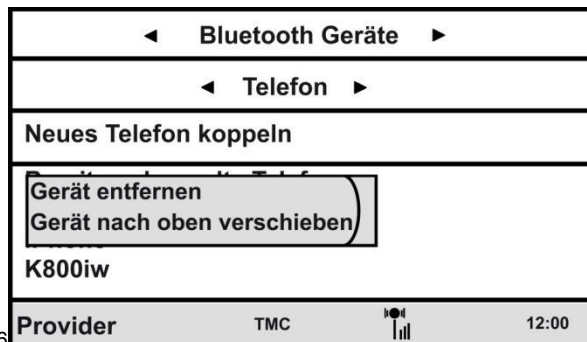 Bluetooth Geräte
Telefon
Neues Telefon koppeln
Gerät entfernen
Gerät nach oben verschieben
K800iw
Provider TMC 12:00